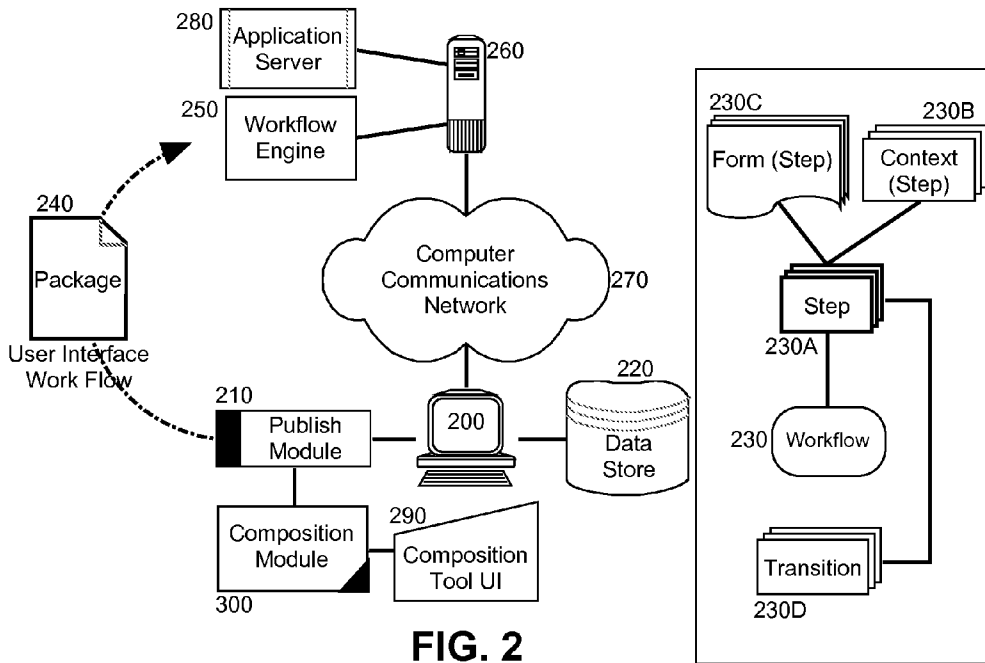 280
Application
Server
260
250
Workflow
Engine
240
Package
User Interface
Work Flow
Computer
Communications
Network
270
210
Publish
Module
200
220
Data
Store
Composition
Module
300
290
Composition
Tool UI
230C
Form (Step)
230B
Context
(Step)
Step
230A
230
Workflow
Transition
230D
FIG. 2